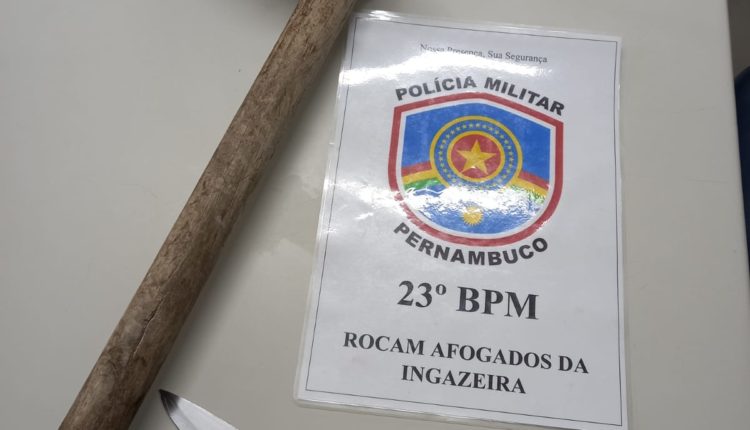 Nossa Presença, Sua Segurança
POLÍCIA MILITAR
PERNAMBUCO
23º BPM
ROCAM AFOGADOS DA
INGAZEIRA